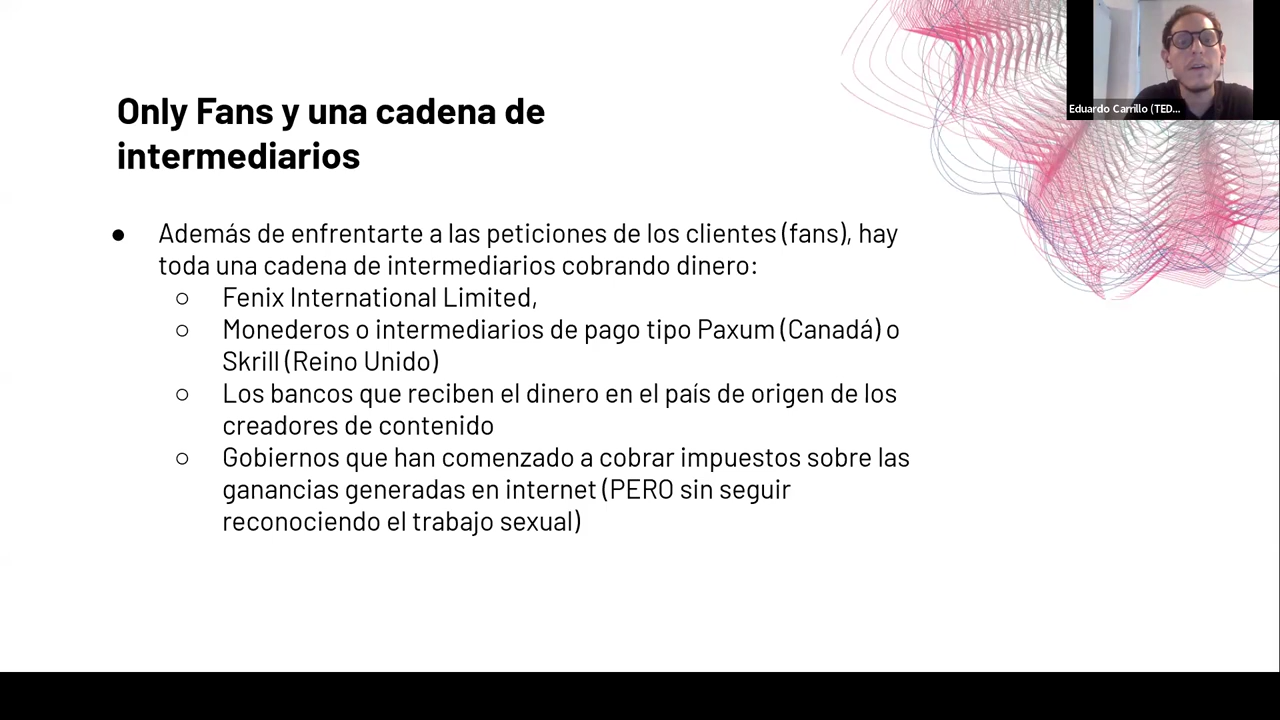 Only Fans y una cadena de
intermediarios
● Además de enfrentarte a las peticiones de los clientes (fans), hay
toda una cadena de intermediarios cobrando dinero:
○ Fenix International Limited,
○ Monederos o intermediarios de pago tipo Paxum (Canadá) o
Skrill (Reino Unido)
○ Los bancos que reciben el dinero en el país de origen de los
creadores de contenido
○ Gobiernos que han comenzado a cobrar impuestos sobre las
ganancias generadas en internet (PERO sin seguir
reconociendo el trabajo sexual)
Eduardo Carrillo (TED...